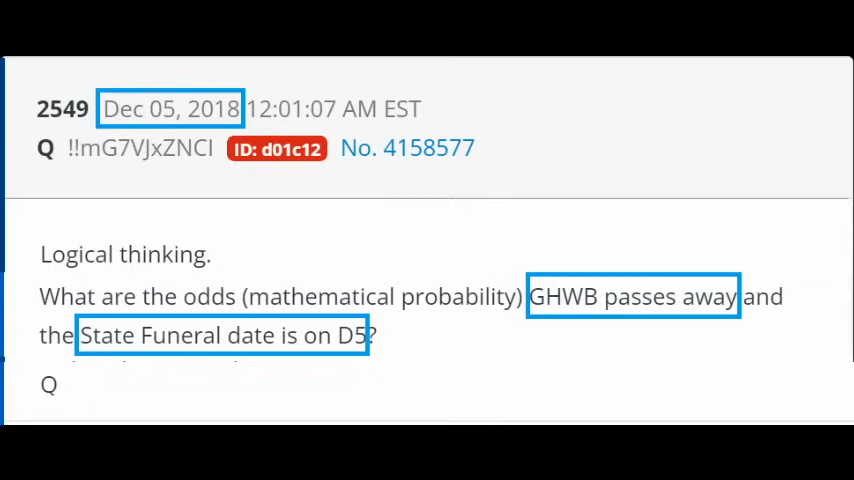 2549 Dec 05, 2018 12:01:07 AM EST
Q !!mG7VJxZNCI ID: d01c12 No. 4158577
Logical thinking.
What are the odds (mathematical probability) GHWB passes away and
the State Funeral date is on D5?
Q